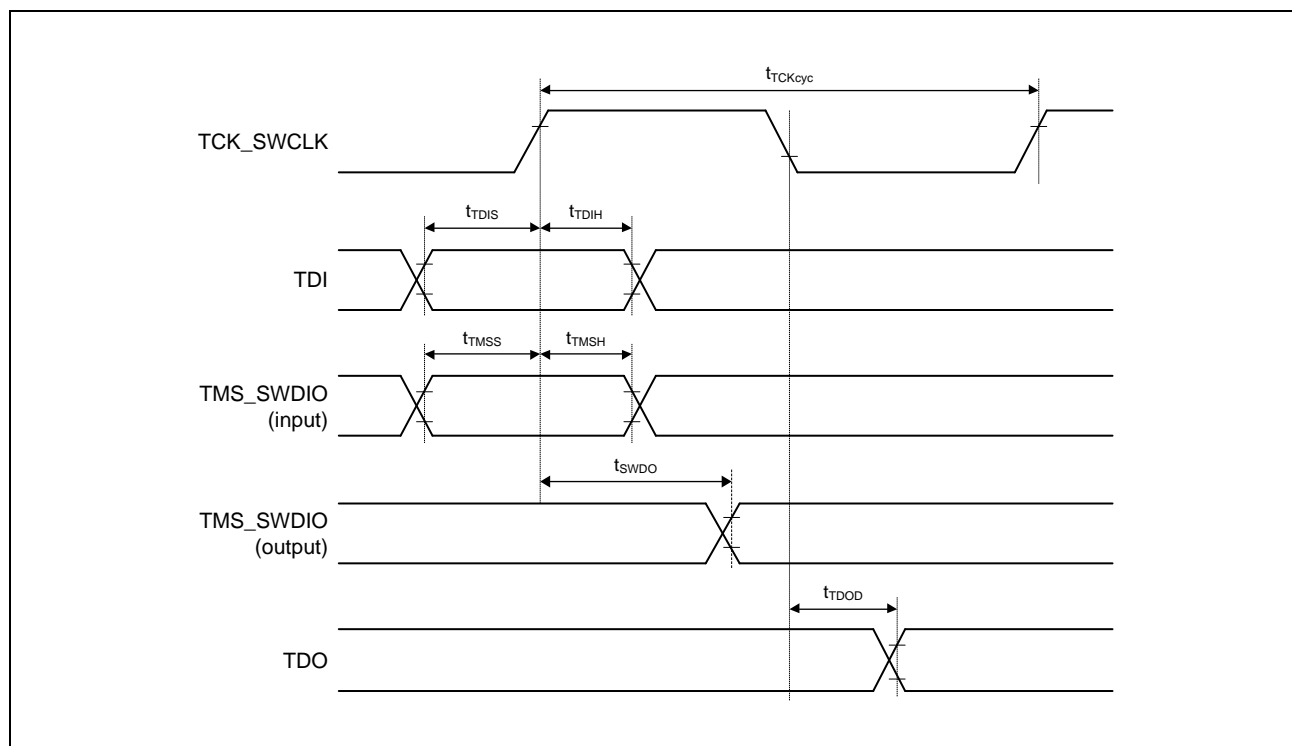 tTCKcyc
TCK_SWCLK
tTDIS
tTDIH
TDI
tTMSS
tTMSH
TMS_SWDIO
(input)
tSWDO
TMS_SWDIO
(output)
tTDOD
TDO